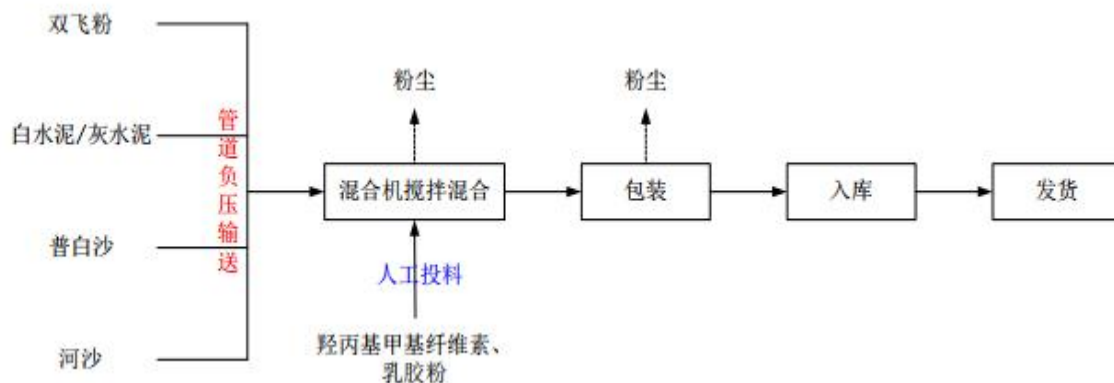 双飞粉
白水泥/灰水泥
普白沙
河沙
管道负压输送
粉尘
混合机搅拌混合
人工投料
羟丙基甲基纤维素、
乳胶粉
粉尘
包装
入库
发货